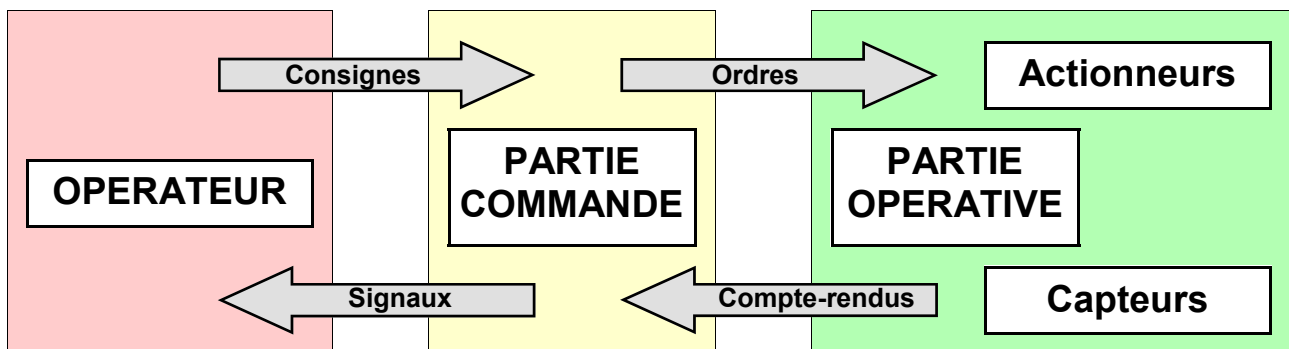 Consignes
Ordres
Actionneurs
OPERATEUR
PARTIE
COMMANDE
PARTIE
OPERATIVE
Signaux
Compte-rendus
Capteurs